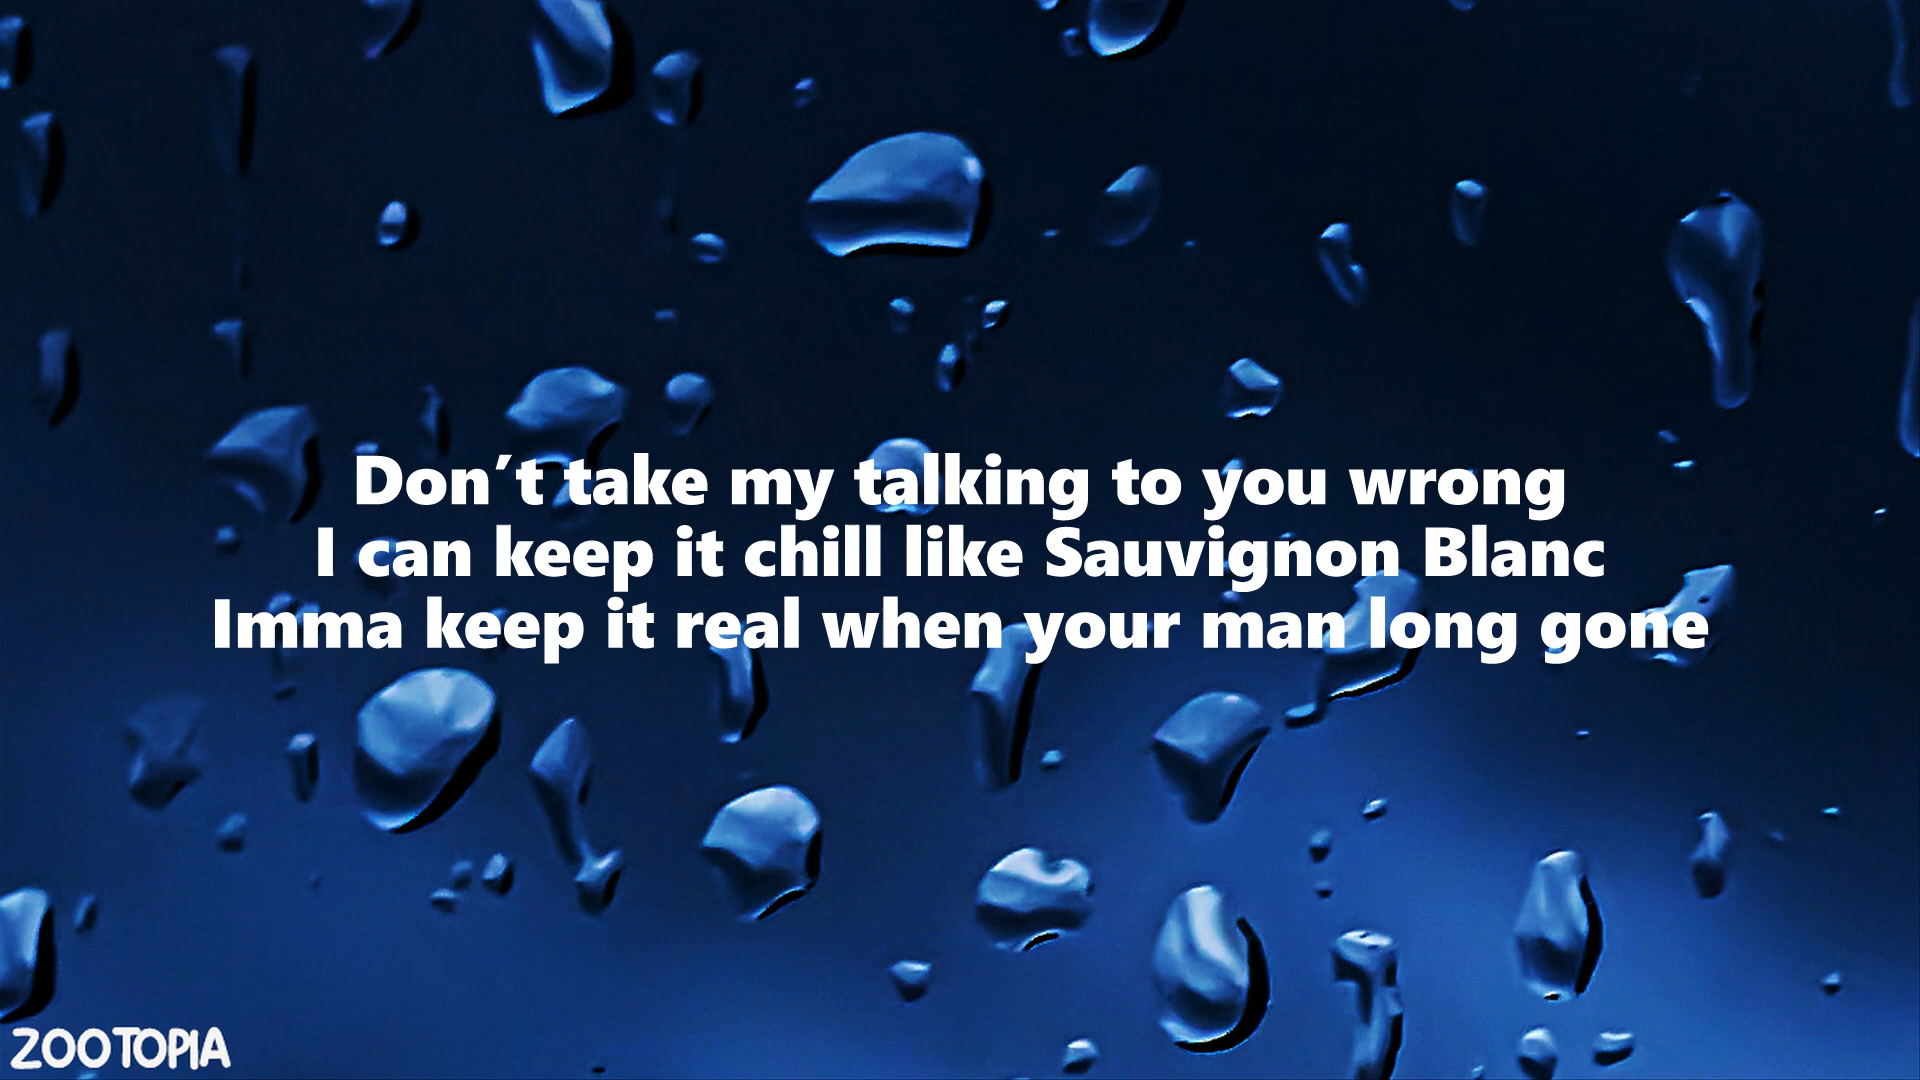 Don’t take my talking to you wrong
I can keep it chill like Sauvignon Blanc
Imma keep it real when your man long gone
ZOOTOPIA